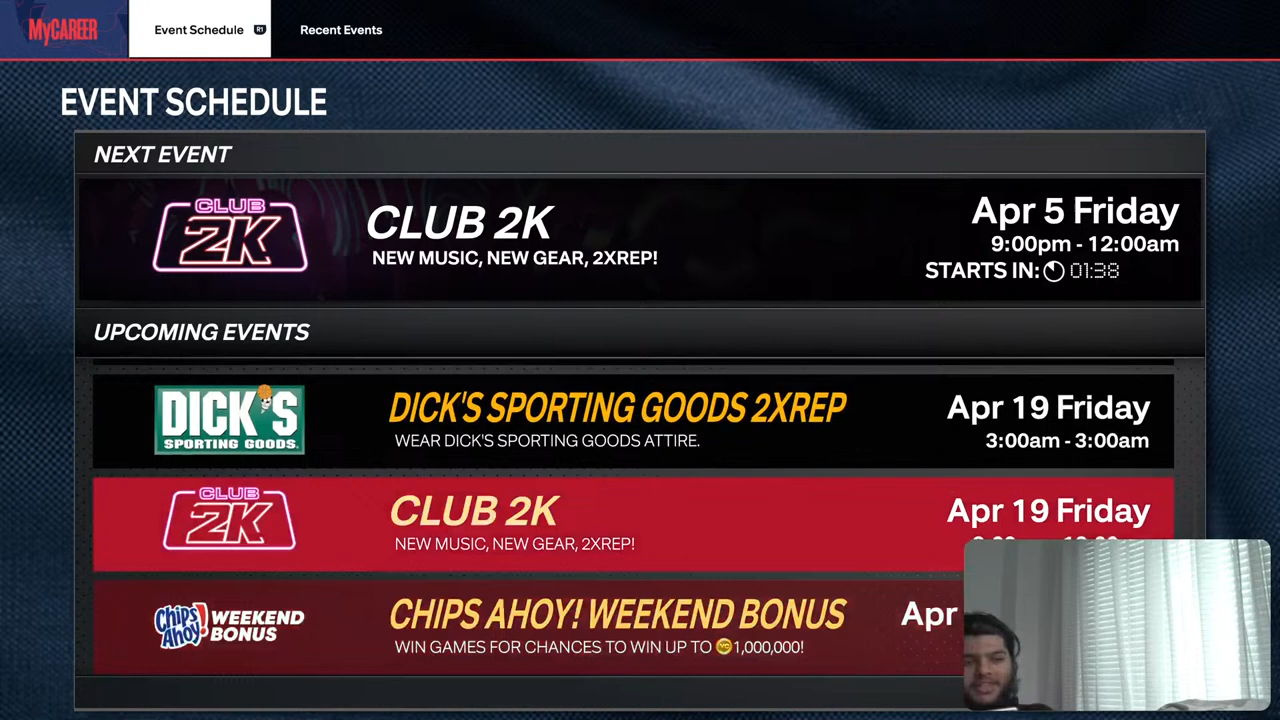 MyCAREER
Event Schedule R1
Recent Events
EVENT SCHEDULE
NEXT EVENT
CLUB 2K
CLUB 2K
NEW MUSIC, NEW GEAR, 2XREP!
Apr 5 Friday
9:00pm - 12:00am
STARTS IN: 01:38
UPCOMING EVENTS
DICK'S SPORTING GOODS
DICK'S SPORTING GOODS 2XREP
WEAR DICK'S SPORTING GOODS ATTIRE.
Apr 19 Friday
3:00am - 3:00am
CLUB 2K
CLUB 2K
NEW MUSIC, NEW GEAR, 2XREP!
Apr 19 Friday
Chips Ahoy! WEEKEND BONUS
CHIPS AHOY! WEEKEND BONUS
WIN GAMES FOR CHANCES TO WIN UP TO VC 1,000,000!
Apr